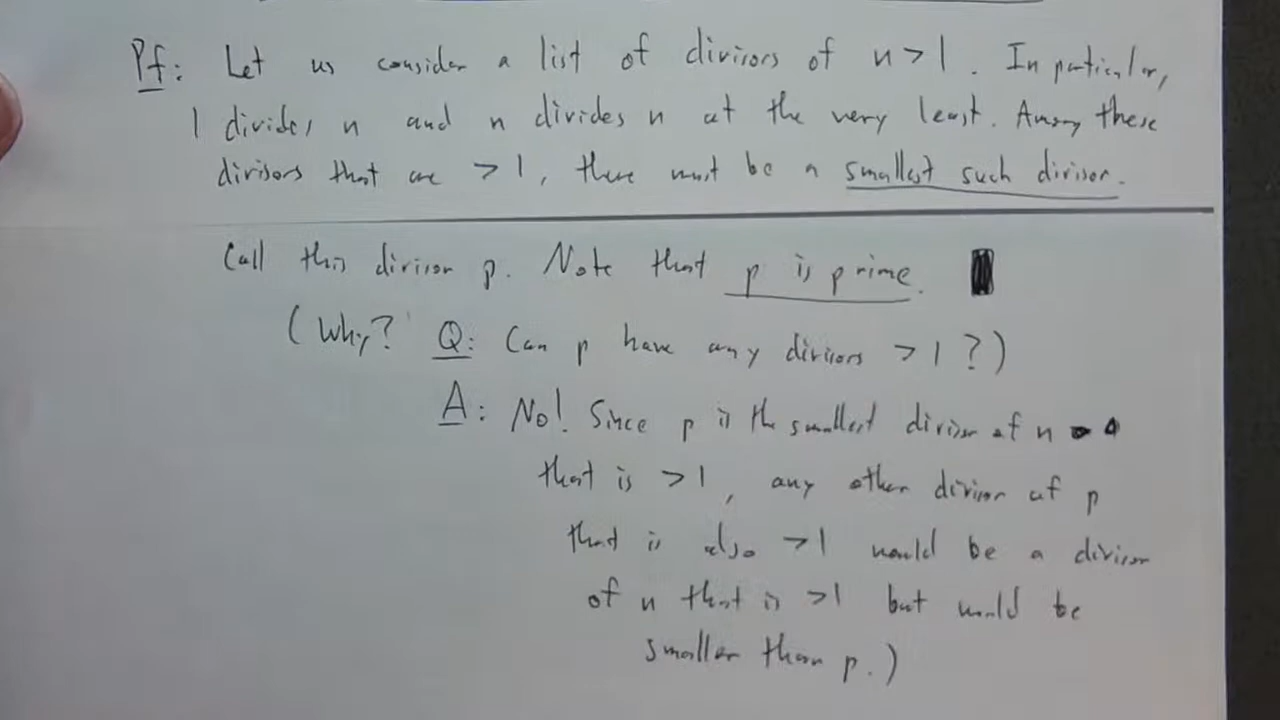 Pf: Let us consider a list of divisors of n > 1. In particular,
1 divides n and n divides n at the very least. Among these
divisors that are > 1, there must be a smallest such divisor.
Call this divisor p. Note that p is prime.
(Why? Q: Can p have any divisors > 1?)
A: No! Since p is the smallest divisor of n
that is > 1, any other divisor of p
that is also > 1 would be a divisor
of n that is > 1 but would be
smaller than p.)